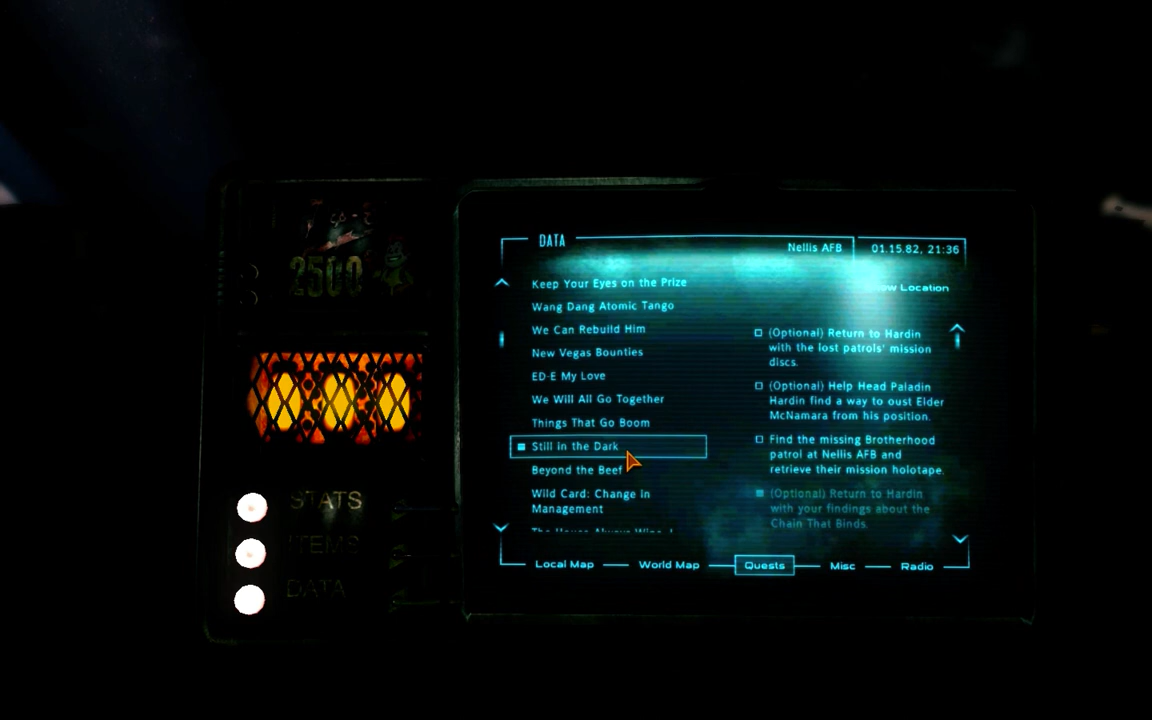 DATA
Nellis AFB
01.15.82, 21:36
2500
Keep Your Eyes on the Prize
Wang Dang Atomic Tango
We Can Rebuild Him
New Vegas Bounties
ED-E My Love
We Will All Go Together
Things That Go Boom
Still in the Dark
Beyond the Beef
Wild Card: Change in
Management
Location
(Optional) Return to Hardin
with the lost patrols' mission
discs.
(Optional) Help Head Paladin
Hardin find a way to oust Elder
McNamara from his position.
Find the missing Brotherhood
patrol at Nellis AFB and
retrieve their mission holotape.
(Optional) Return to Hardin
with your findings about the
Chain That Binds.
STATS
ITEMS
DATA
Local Map
World Map
Quests
Misc
Radio